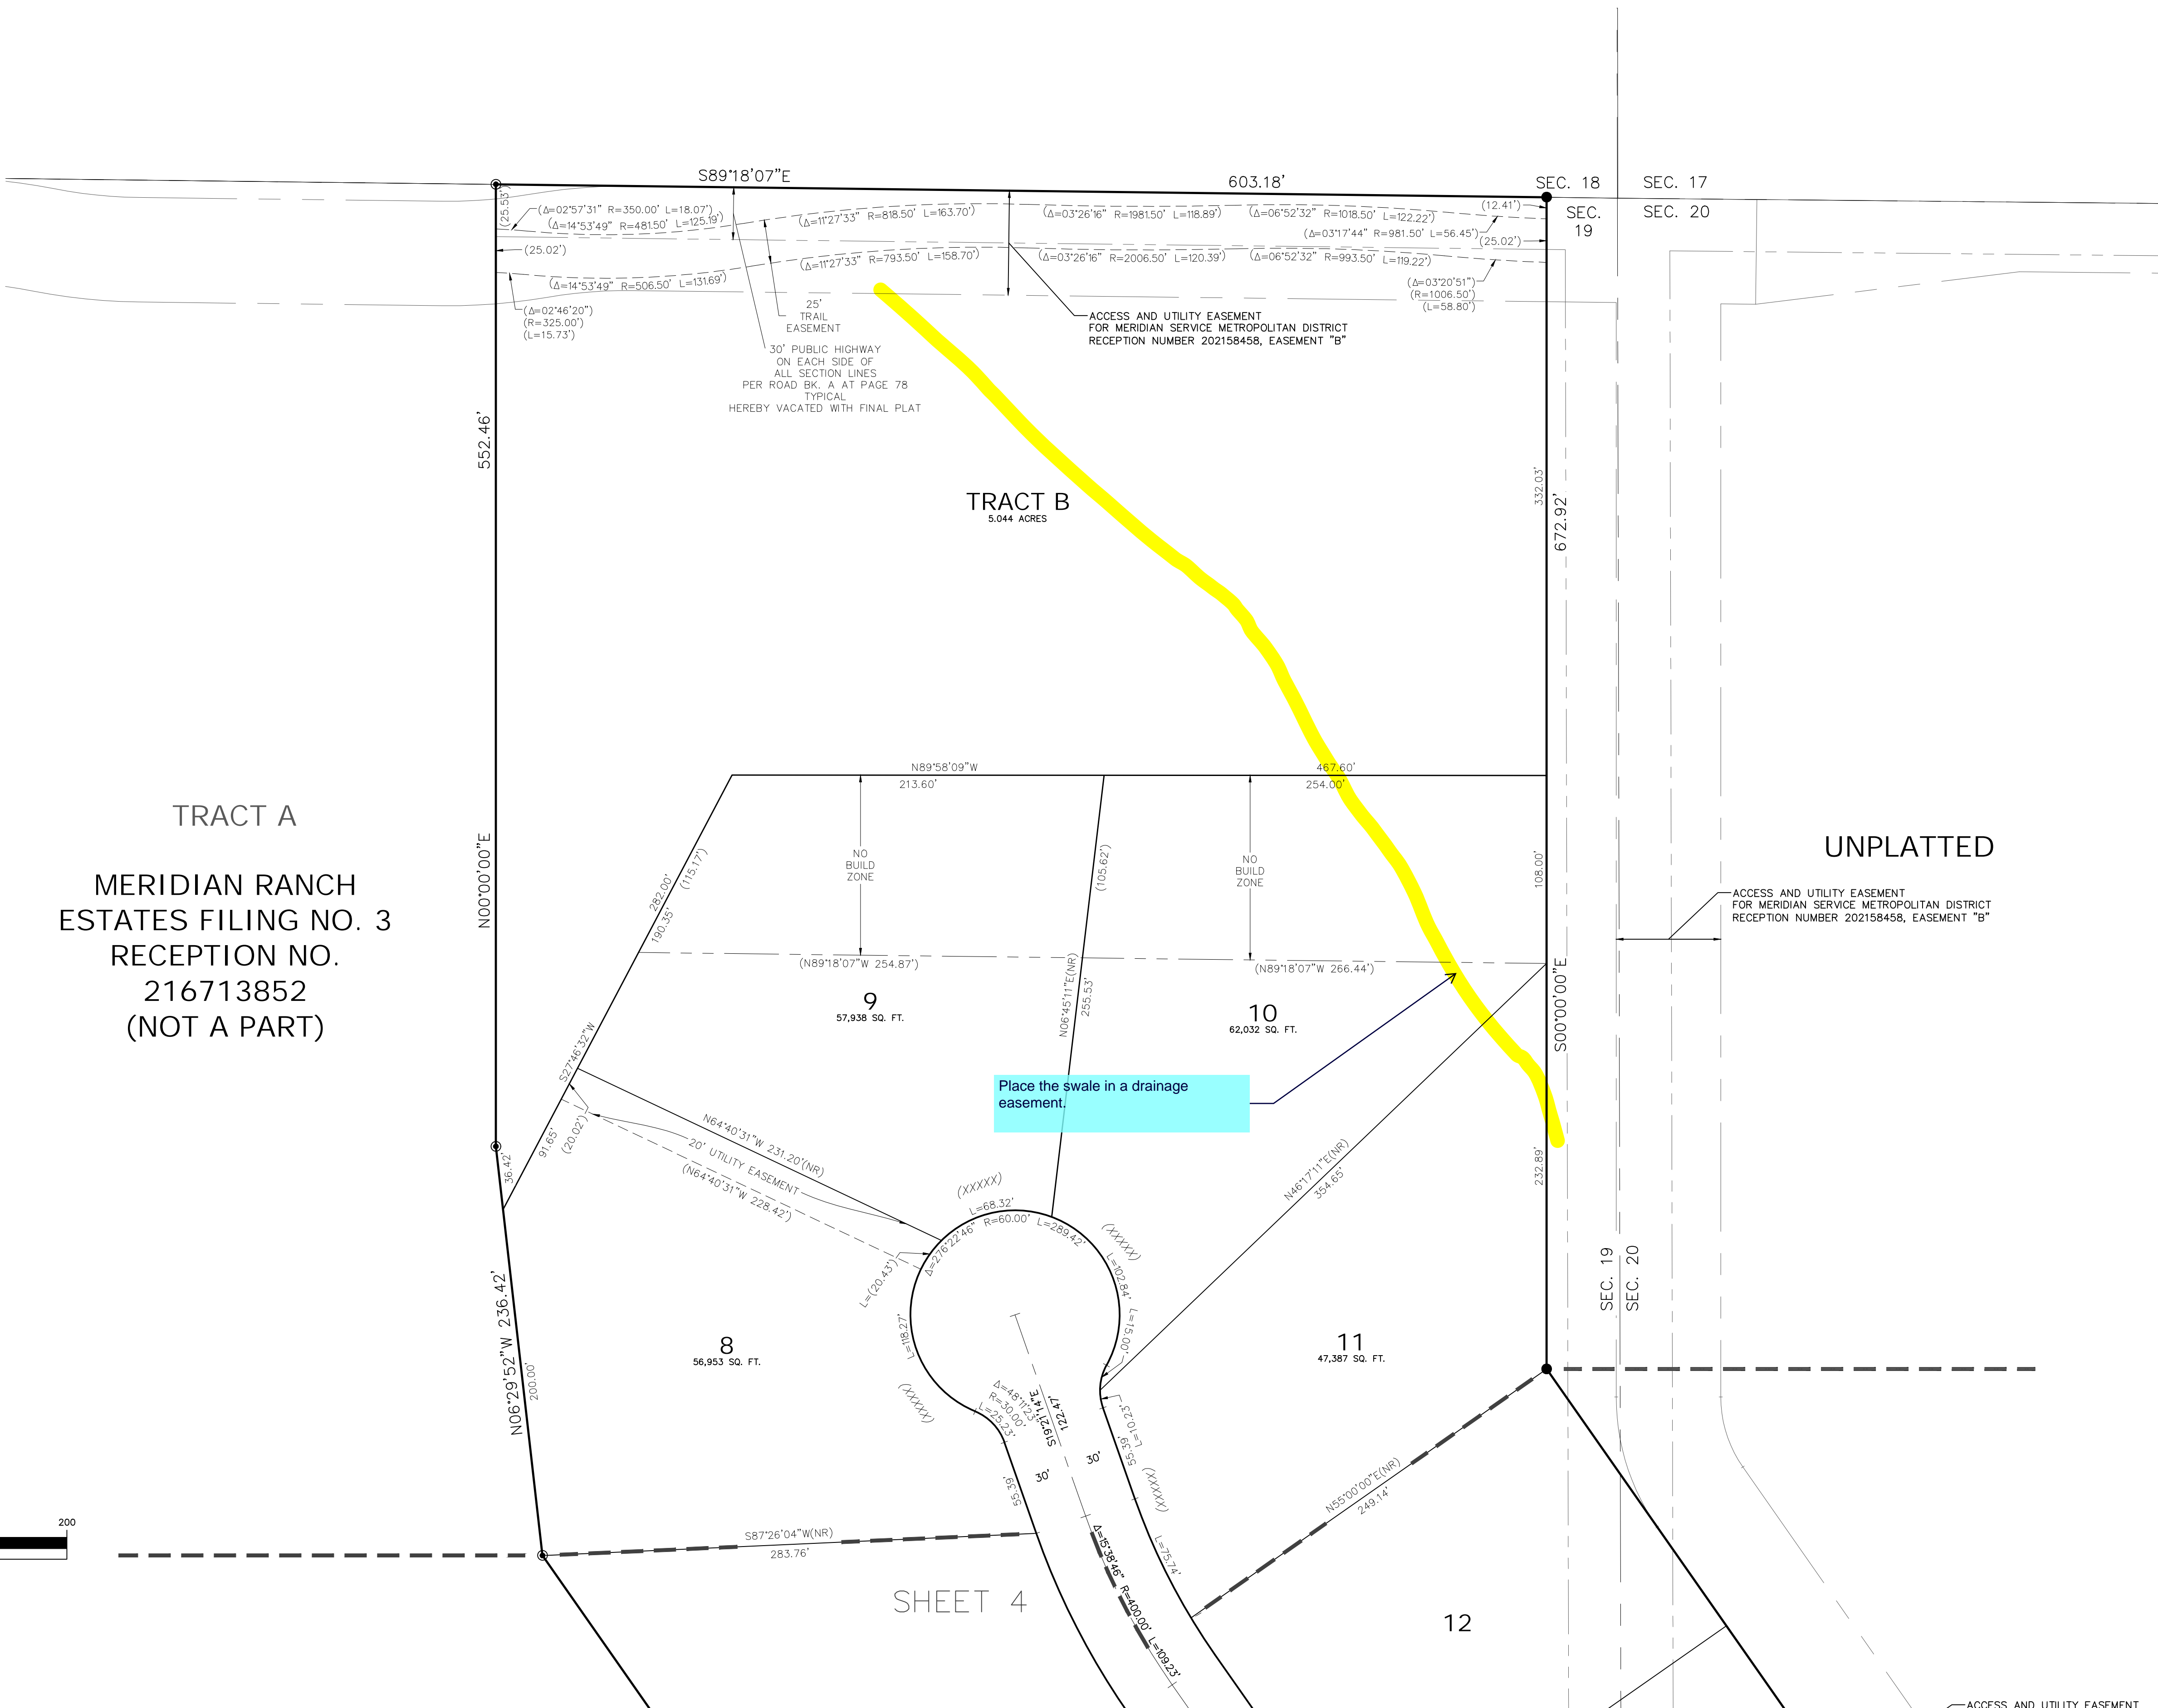 S89°18'07"E
603.18'
SEC. 18
SEC. 17
SEC.
19
SEC. 20
(25.53')
(Δ=02°57'31" R=350.00' L=18.07')
(Δ=14°53'49" R=481.50' L=125.19')
(Δ=11°27'33" R=818.50' L=163.70')
(Δ=03°26'16" R=1981.50' L=118.89')
(Δ=06°52'32" R=1018.50' L=122.22')
(12.41')
(Δ=03°17'44" R=981.50' L=56.45')
(25.02')
(25.02')
(Δ=14°53'49" R=506.50' L=131.69')
(Δ=11°27'33" R=793.50' L=158.70')
(Δ=03°26'16" R=2006.50' L=120.39')
(Δ=06°52'32" R=993.50' L=119.22')
(Δ=03°20'51")
(R=1006.50')
(L=58.80')
(Δ=02°46'20")
(R=325.00')
(L=15.73')
25'
TRAIL
EASEMENT
30' PUBLIC HIGHWAY
ON EACH SIDE OF
ALL SECTION LINES
PER ROAD BK. A AT PAGE 78
TYPICAL
HEREBY VACATED WITH FINAL PLAT
ACCESS AND UTILITY EASEMENT
FOR MERIDIAN SERVICE METROPOLITAN DISTRICT
RECEPTION NUMBER 202158458, EASEMENT "B"
552.46'
N00°00'00"E
TRACT B
5.044 ACRES
332.03'
672.92'
N89°58'09"W
467.60'
213.60'
254.00'
TRACT A
MERIDIAN RANCH
ESTATES FILING NO. 3
RECEPTION NO.
216713852
(NOT A PART)
UNPLATTED
ACCESS AND UTILITY EASEMENT
FOR MERIDIAN SERVICE METROPOLITAN DISTRICT
RECEPTION NUMBER 202158458, EASEMENT "B"
NO
BUILD
ZONE
NO
BUILD
ZONE
282.00'
(115.17')
190.35'
(105.62')
108.00'
(N89°18'07"W 254.87')
(N89°18'07"W 266.44')
9
57,938 SQ. FT.
10
62,032 SQ. FT.
N06°45'11"E(NR)
255.53'
S00°00'00"E
S27°46'32"W
Place the swale in a drainage
easement.
N64°40'31"W 231.20'(NR)
20' UTILITY EASEMENT
(N64°40'31"W 228.42')
(20.02')
91.65'
36.42'
N46°17'11"E(NR)
354.65'
232.89'
(XXXXX)
L=68.32'
Δ=276°22'46" R=60.00' L=289.42'
(XXXXX)
L=102.84'
L=15.00'
L=(20.43')
L=118.27'
(XXXXX)
SEC. 19
SEC. 20
N06°29'52"W 236.42'
200.00'
8
56,953 SQ. FT.
11
47,387 SQ. FT.
Δ=48°11'23"
R=30.00'
L=25.23'
S19°21'14"E
122.47'
L=10.23'
55.39'
55.39'
30'
30'
(XXXXX)
L=75.74'
N55°00'00"E(NR)
249.14'
Δ=15°38'46" R=400.00' L=109.23'
200
S87°26'04"W(NR)
283.76'
SHEET 4
12
ACCESS AND UTILITY EASEMENT